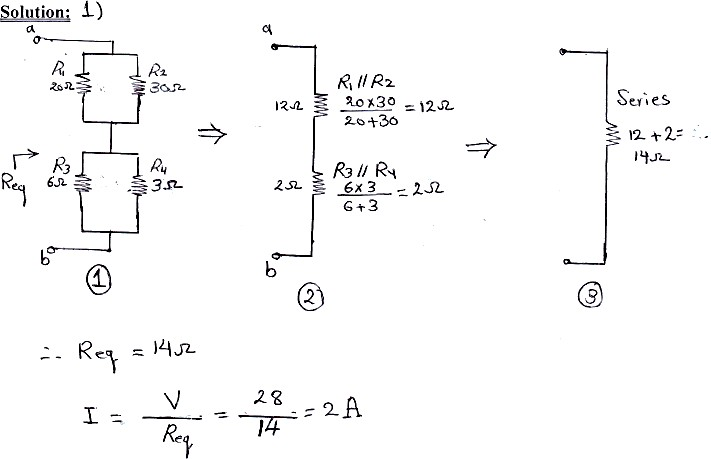 Solution: 1)
a
R1
20Ω
R2
30Ω
Req
R3
6Ω
R4
3Ω
b
①
⇒
a
12Ω
R1 // R2
20×30 / 20+30 = 12Ω
2Ω
R3 // R4
6×3 / 6+3 = 2Ω
b
②
⇒
Series
12 + 2 =
14Ω
③
∴ Req = 14Ω
I = V / Req = 28 / 14 = 2 A